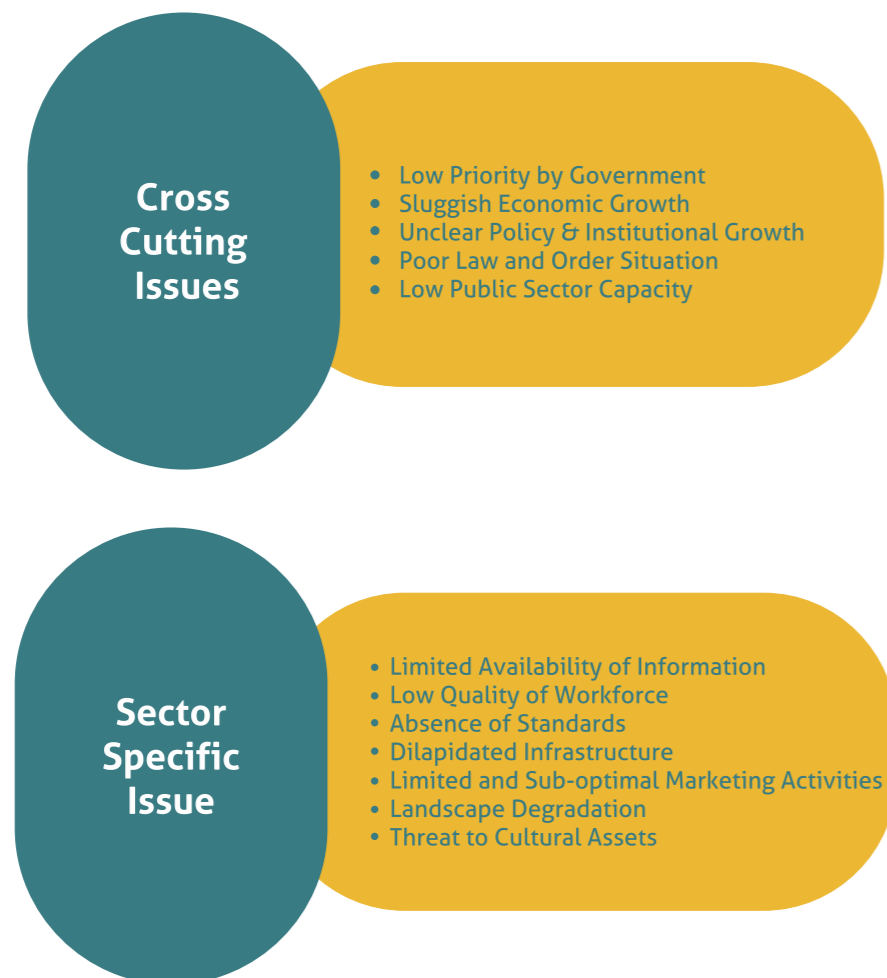 Cross
Cutting
Issues
• Low Priority by Government
• Sluggish Economic Growth
• Unclear Policy & Institutional Growth
• Poor Law and Order Situation
• Low Public Sector Capacity
Sector
Specific
Issue
• Limited Availability of Information
• Low Quality of Workforce
• Absence of Standards
• Dilapidated Infrastructure
• Limited and Sub-optimal Marketing Activities
• Landscape Degradation
• Threat to Cultural Assets